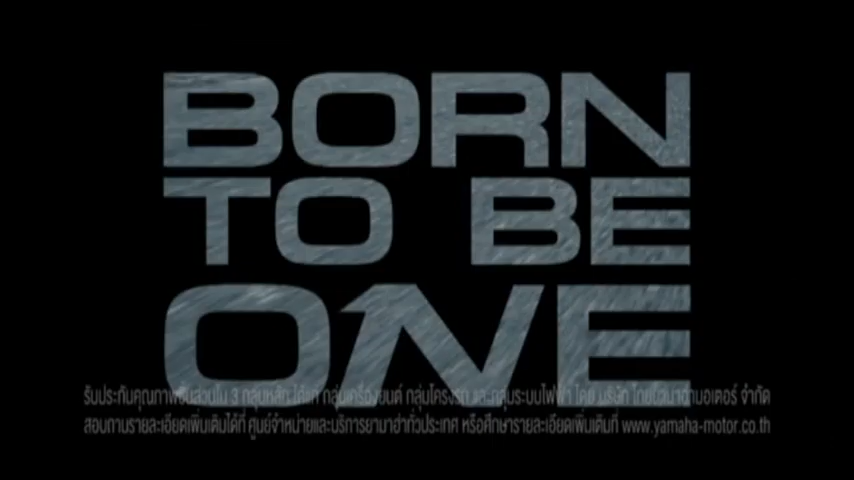 BORN
TO BE
ONE
รับประกันคุณภาพชิ้นส่วนใน 3 กลุ่มหลัก ได้แก่ กลุ่มเครื่องยนต์ กลุ่มโครงรถ และกลุ่มระบบไฟฟ้า โดย บริษัท ไทยยามาฮ่ามอเตอร์ จำกัด
สอบถามรายละเอียดเพิ่มเติมได้ที่ ศูนย์จำหน่ายและบริการยามาฮ่าทั่วประเทศ หรือศึกษารายละเอียดเพิ่มเติมที่ www.yamaha-motor.co.th